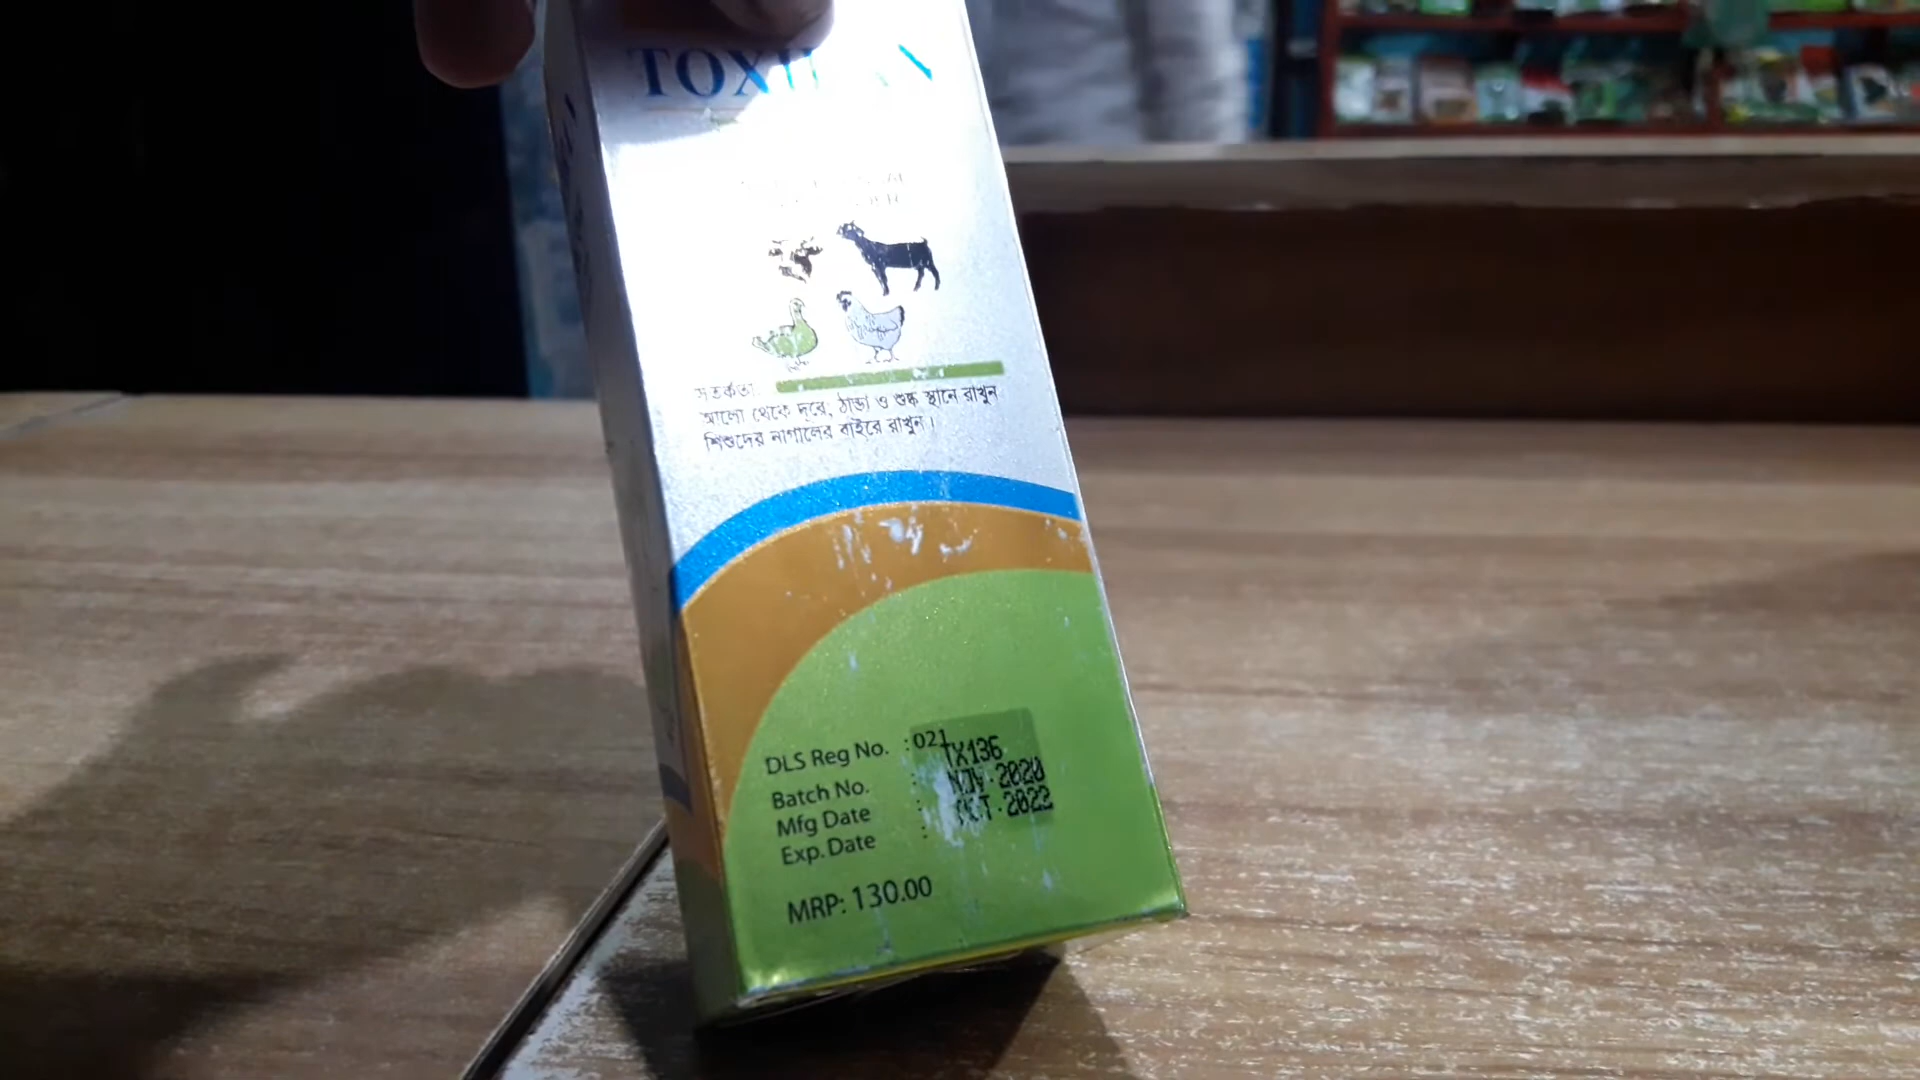 সতর্কতা:
আলো থেকে দূরে, ঠান্ডা ও শুষ্ক স্থানে রাখুন
শিশুদের নাগালের বাইরে রাখুন।
DLS Reg No. : 021
Batch No. : TX136
Mfg Date : NOV.2020
Exp. Date : OCT.2022
MRP: 130.00